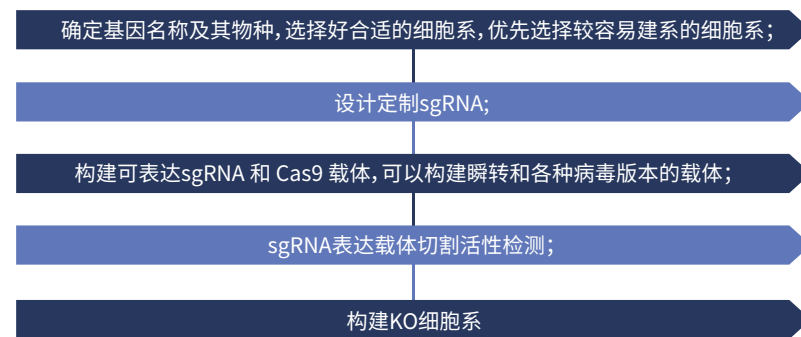 确定基因名称及其物种，选择好合适的细胞系，优先选择较容易建系的细胞系；
设计定制sgRNA;
构建可表达sgRNA 和 Cas9 载体，可以构建瞬转和各种病毒版本的载体；
sgRNA表达载体切割活性检测；
构建KO细胞系